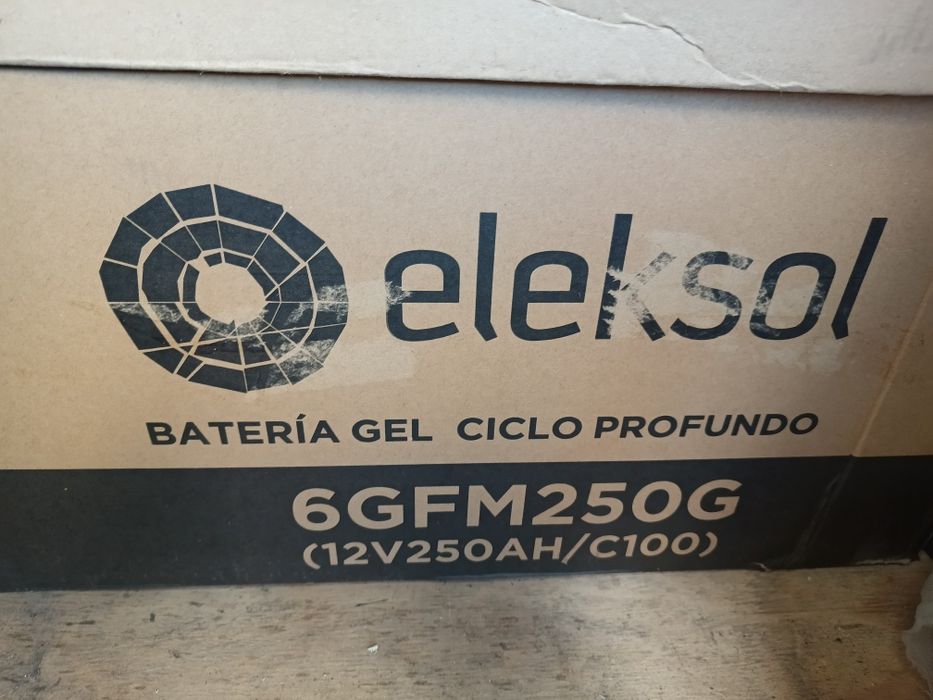 eleksol
BATERÍA GEL CICLO PROFUNDO
6GFM250G
(12V250AH/C100)